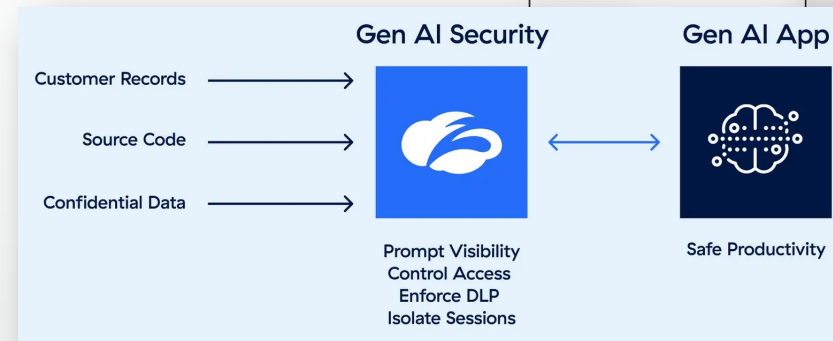 Gen AI Security
Gen AI App
Customer Records
Source Code
Confidential Data
Prompt Visibility
Control Access
Enforce DLP
Isolate Sessions
Safe Productivity